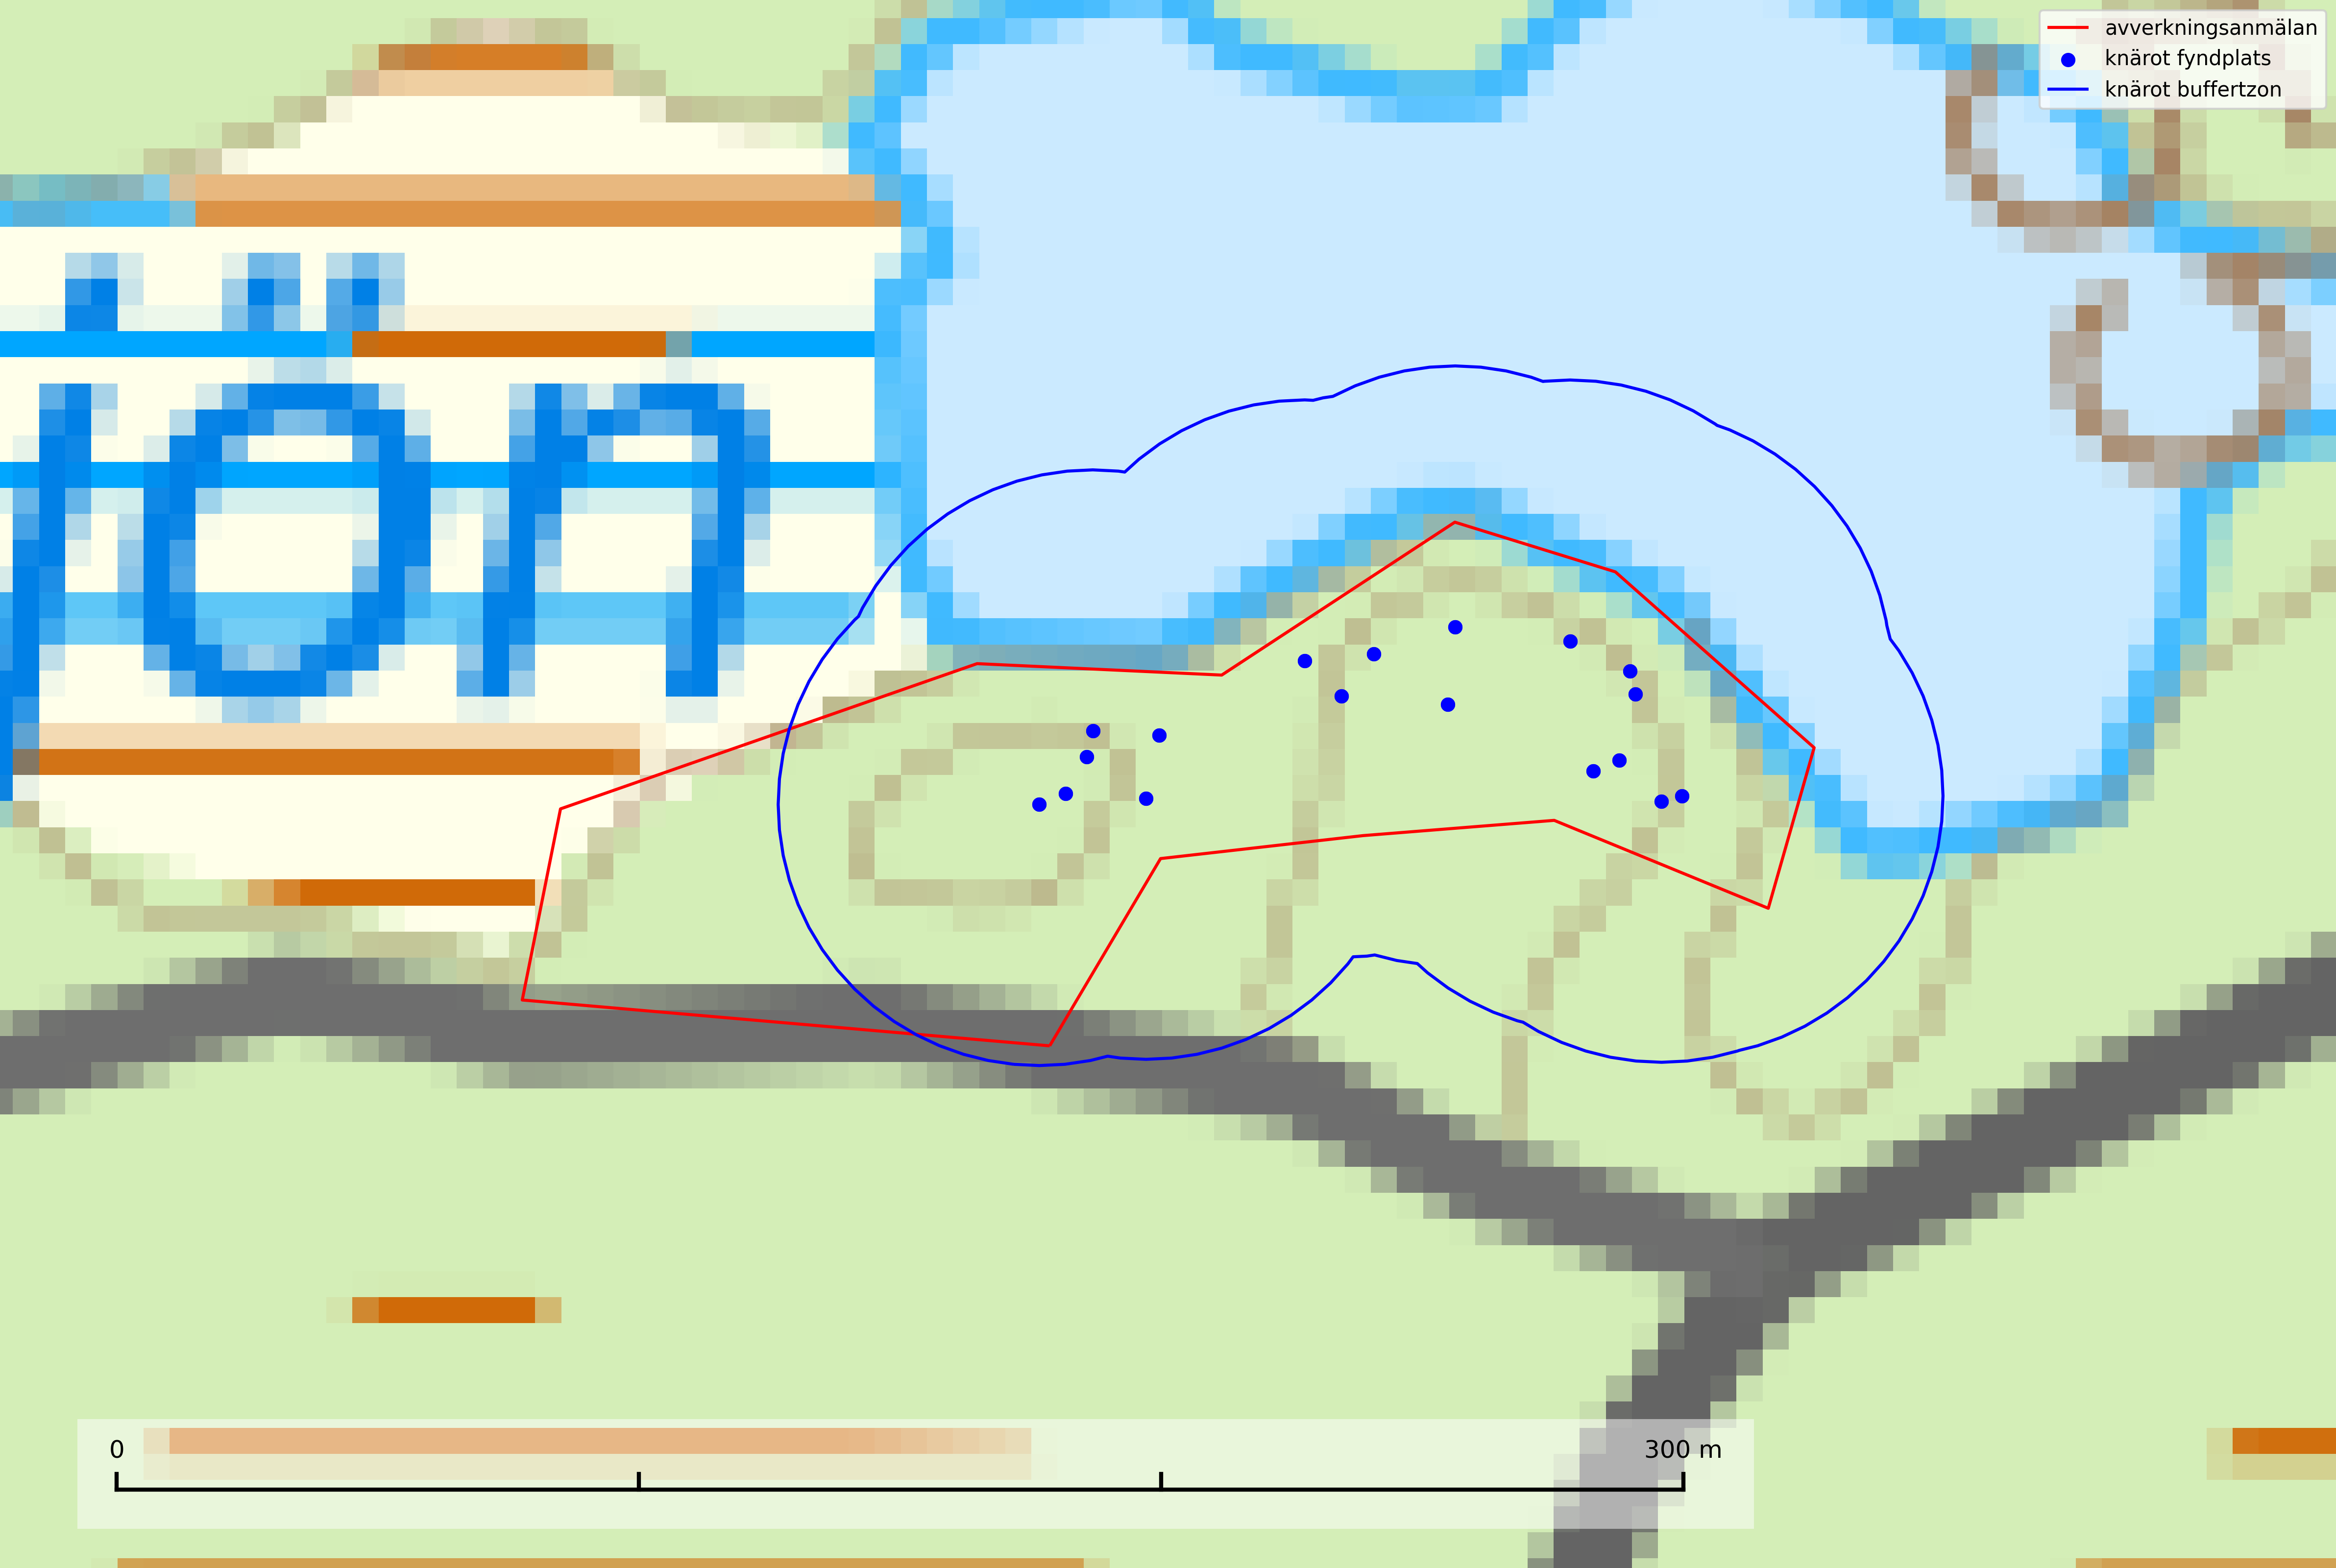 avverkningsanmälan
knärot fyndplats
knärot buffertzon
0
300 m